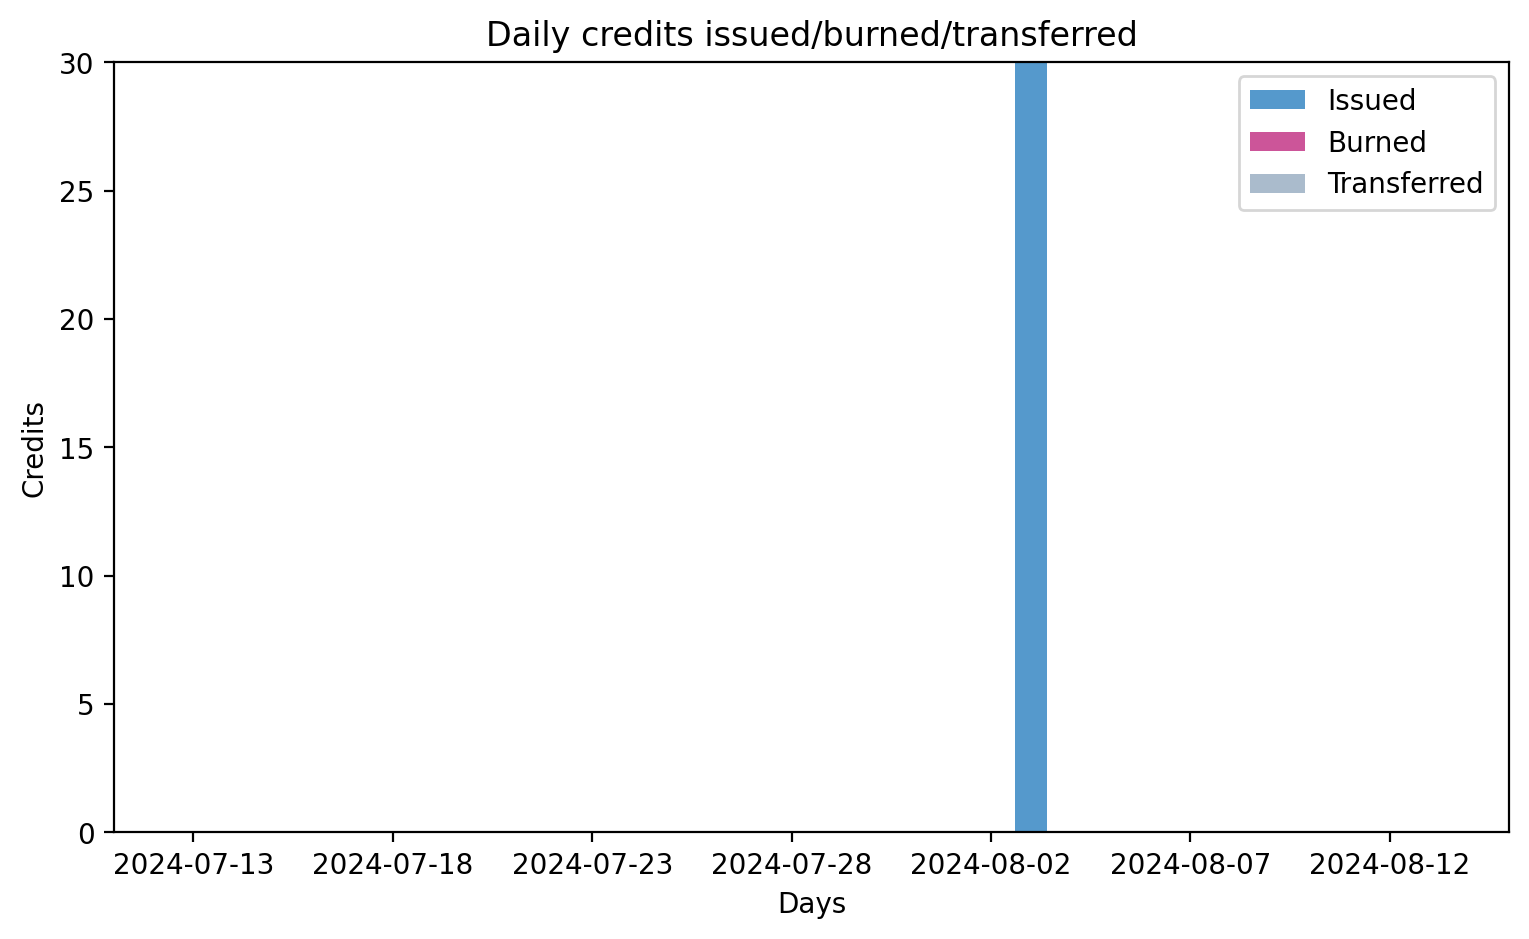 Daily credits issued/burned/transferred
30
25
20
15
10
5
0
Credits
Issued
Burned
Transferred
2024-07-13 2024-07-18 2024-07-23 2024-07-28 2024-08-02 2024-08-07 2024-08-12
Days